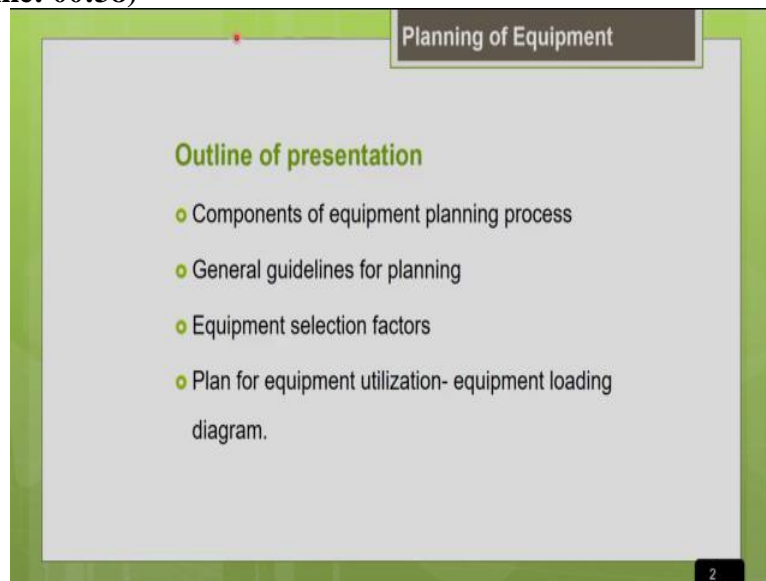 Planning of Equipment
Outline of presentation
Components of equipment planning process
General guidelines for planning
Equipment selection factors
Plan for equipment utilization- equipment loading
diagram.
2